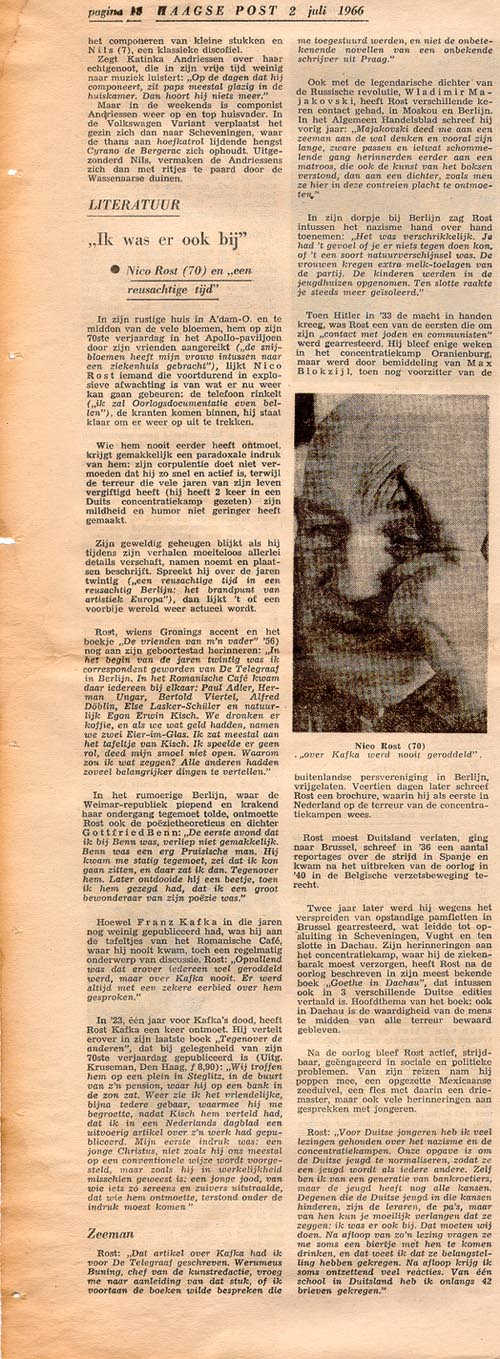 pagina 18 HAAGSE POST 2 juli 1966
het componeren van kleine stukken en
Nils (7), een klassieke discofiel.
Zegt Katinka Andriessen over haar
echtgenoot, die in zijn vrije tijd weinig
naar muziek luistert: „Op de dagen dat hij
componeert, zit paps meestal glazig in de
huiskamer. Dan hoort hij niets meer."
Maar in de weekends is componist
Andriessen weer op en top huisvader. In
de Volkswagen Variant verplaatst het
gezin zich dan naar Scheveningen, waar
de thans aan hoefkatrol lijdende hengst
Cyrano de Bergerac zich ophoudt. Uitge-
zonderd Nils, vermaken de Andriessens
zich dan met ritjes te paard door de
Wassenaarse duinen.
LITERATUUR
„Ik was er ook bij"
● Nico Rost (70) en „een
reusachtige tijd"
In zijn rustige huis in A'dam-O. en te
midden van de vele bloemen, hem op zijn
70ste verjaardag in het Apollo-paviljoen
door zijn vrienden aangereikt („de snij-
bloemen heeft mijn vrouw intussen naar
een ziekenhuis gebracht"), lijkt Nico
Rost iemand die voortdurend in explo-
sieve afwachting is van wat er nu weer
kan gaan gebeuren: de telefoon rinkelt
(„ik zal Oorlogsdocumentatie even bel-
len"), de kranten komen binnen, hij staat
klaar om er weer op uit te trekken.
Wie hem nooit eerder heeft ontmoet,
krijgt gemakkelijk een paradoxale indruk
van hem: zijn corpulentie doet niet ver-
moeden dat hij zo snel en actief is, terwijl
de terreur die vele jaren van zijn leven
vergiftigd heeft (hij heeft 2 keer in een
Duits concentratiekamp gezeten) zijn
mildheid en humor niet geringer heeft
gemaakt.
Zijn geweldig geheugen blijkt als hij
tijdens zijn verhalen moeiteloos allerlei
details verschaft, namen noemt en plaat-
sen beschrijft. Spreekt hij over de jaren
twintig („een reusachtige tijd in een
reusachtig Berlijn: het brandpunt van
artistiek Europa"), dan lijkt 't of een
voorbije wereld weer actueel wordt.
Rost, wiens Gronings accent en het
boekje „De vrienden van m'n vader" '56)
nog aan zijn geboortestad herinneren: „In
het begin van de jaren twintig was ik
correspondent geworden van De Telegraaf
in Berlijn. In het Romanische Café kwam
daar iedereen bij elkaar: Paul Adler, Her-
man Ungar, Bertold Viertel, Alfred
Döblin, Else Lasker-Schüler en natuur-
lijk Egon Erwin Kisch. We dronken er
koffie, en als we wat geld hadden, namen
we zwei Eier-im-Glas. Ik zat meestal aan
het tafeltje van Kisch. Ik speelde er geen
rol, deed mijn smoel niet open. Waarom
zou ik wat zeggen? Alle anderen hadden
zoveel belangrijker dingen te vertellen."
In het rumoerige Berlijn, waar de
Weimar-republiek piepend en krakend
haar ondergang tegemoet tolde, ontmoette
Rost ook de poëzietheoreticus en dichter
Gottfried Benn: „De eerste avond dat
ik bij Benn was, verliep niet gemakkelijk.
Benn was een erg Pruisische man. Hij
kwam me statig tegemoet, zei dat ik kon
gaan zitten, en daar zat ik dan. Tegenover
hem. Later ontdooide hij een beetje, toen
ik hem gezegd had, dat ik een groot
bewonderaar van zijn poëzie was."
Hoewel Franz Kafka in die jaren
nog weinig gepubliceerd had, was hij aan
de tafeltjes van het Romanische Café,
waar hij nooit kwam, toch een regelmatig
onderwerp van discussie. Rost: „Opvallend
was dat erover iedereen wel geroddeld
werd, maar over Kafka nooit. Er werd
altijd met een zekere eerbied over hem
gesproken."
In '23, één jaar voor Kafka's dood, heeft
Rost Kafka een keer ontmoet. Hij vertelt
erover in zijn laatste boek „Tegenover de
anderen", dat bij gelegenheid van zijn
70ste verjaardag gepubliceerd is (Uitg.
Kruseman, Den Haag, f 8,90): „Wij troffen
hem op een plein in Steglitz, in de buurt
van z'n pension, waar hij op een bank in
de zon zat. Weer zie ik het vriendelijke,
bijna tedere gebaar, waarmee hij me
begroette, nadat Kisch hem verteld had,
dat ik in een Nederlands dagblad een
uitvoerig artikel over z'n werk had gepu-
bliceerd. Mijn eerste indruk was: een
jonge Christus, niet zoals hij ons meestal
op een conventionele wijze wordt voorge-
steld, maar zoals hij in werkelijkheid
misschien geweest is: een jonge jood, van
wie iets zo sereens en zuivers uitstraalde,
dat wie hem ontmoette, terstond onder de
indruk moest komen"
Zeeman
Rost: „Dat artikel over Kafka had ik
voor De Telegraaf geschreven. Werumeus
Buning, chef van de kunstredactie, vroeg
me naar aanleiding van dat stuk, of ik
voortaan de boeken wilde bespreken die
me toegestuurd werden, en niet de onbete-
kenende novellen van een onbekende
schrijver uit Praag."
Ook met de legendarische dichter van
de Russische revolutie, Wladimir Ma-
jakovski, heeft Rost verschillende ke-
ren contact gehad, in Moskou en Berlijn.
In het Algemeen Handelsblad schreef hij
vorig jaar: „Majakovski deed me aan een
zeeman aan de wal denken en vooral zijn
lange, zware passen en ietwat schomme-
lende gang herinnerden eerder aan een
matroos, die ook de kunst van het boksen
verstond, dan aan een dichter, zoals men
ze hier in deze contreien placht te ontmoe-
ten."
In zijn dorpje bij Berlijn zag Rost
intussen het nazisme hand over hand
toenemen: „Het was verschrikkelijk. Je
had 't gevoel of je er niets tegen doen kon,
of 't een soort natuurverschijnsel was. De
vrouwen kregen extra melk-toelagen van
de partij. De kinderen werden in de
jeugdhuizen opgenomen. Ten slotte raakte
je steeds meer geïsoleerd."
Toen Hitler in '33 de macht in handen
kreeg, was Rost een van de eersten die om
zijn „contact met joden en communisten"
werd gearresteerd. Hij bleef enige weken
in het concentratiekamp Oranienburg,
maar werd door bemiddeling van Max
Blokzijl, toen nog voorzitter van de
Nico Rost (70)
.„over Kafka werd nooit geroddeld".
buitenlandse persvereniging in Berlijn,
vrijgelaten. Veertien dagen later schreef
Rost een brochure, waarin hij als eerste in
Nederland op de terreur van de concentra-
tiekampen wees.
Rost moest Duitsland verlaten, ging
naar Brussel, schreef in '36 een aantal
reportages over de strijd in Spanje en
kwam na het uitbreken van de oorlog in
'40 in de Belgische verzetsbeweging te-
recht.
Twee jaar later werd hij wegens het
verspreiden van opstandige pamfletten in
Brussel gearresteerd, wat leidde tot op-
sluiting in Scheveningen, Vught en ten
slotte in Dachau. Zijn herinneringen aan
het concentratiekamp, waar hij de zieken-
barak moest verzorgen, heeft Rost na de
oorlog beschreven in zijn meest bekende
boek „Goethe in Dachau", dat intussen
ook in 3 verschillende Duitse edities
vertaald is. Hoofdthema van het boek: ook
in Dachau is de waardigheid van de mens
te midden van alle terreur bewaard
gebleven.
Na de oorlog bleef Rost actief, strijd-
baar, geëngageerd in sociale en politieke
problemen. Van zijn reizen nam hij
poppen mee, een opgezette Mexicaanse
zeeduivel, een fles met daarin een drie-
master, maar ook vele herinneringen aan
gesprekken met jongeren.
Rost: „Voor Duitse jongeren heb ik veel
lezingen gehouden over het nazisme en de
concentratiekampen. Onze opgave is om
de Duitse jeugd te normaliseren, zodat ze
een jeugd wordt als iedere andere. Zelf
ben ik van een generatie van bankroetiers,
maar de jeugd heeft nog alle kansen.
Degenen die de Duitse jeugd in die kansen
hinderen, zijn de leraren, de pa's, maar
van hen kun je moeilijk verlangen dat ze
zeggen: ik was er ook bij. Dat moeten wij
doen. Na afloop van zo'n lezing vragen ze
me soms een biertje met hen te komen
drinken, en dat weet ik dat ze belangstel-
ling hebben gekregen. Na afloop krijg ik
soms ontzettend veel reacties. Van één
school in Duitsland heb ik onlangs 42
brieven gekregen."